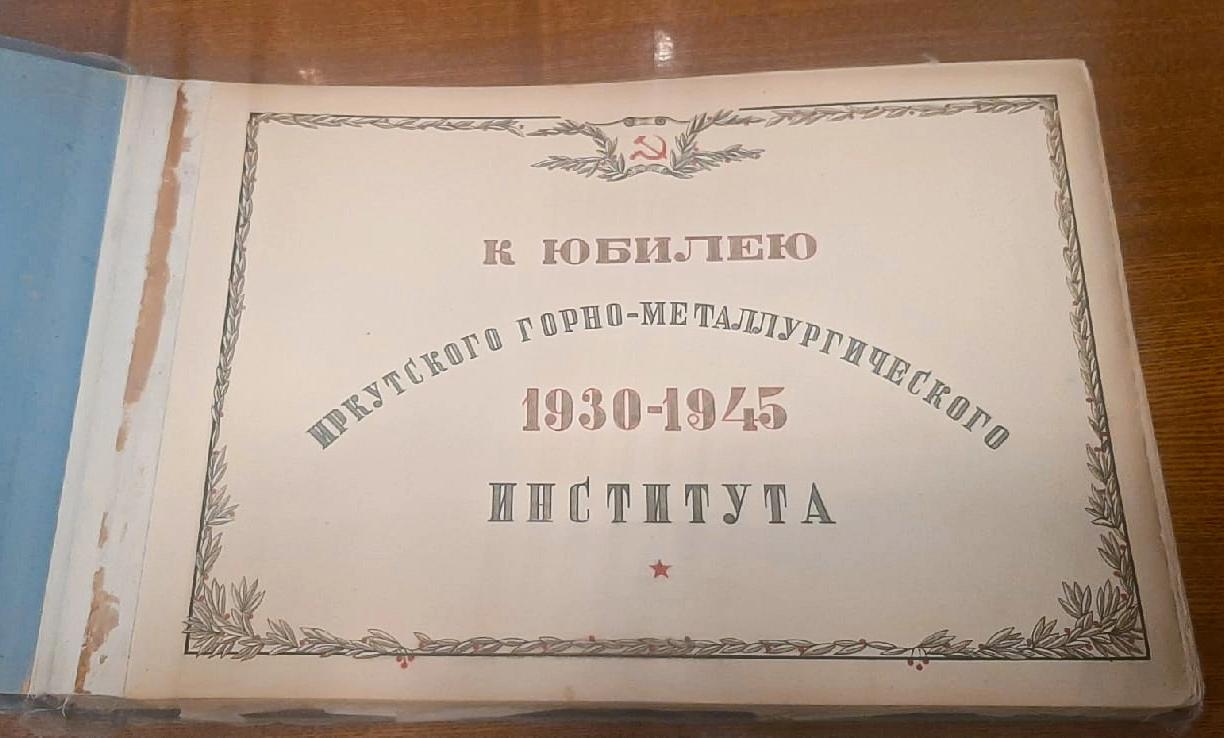 К ЮБИЛЕЮ
ИРКУТСКОГО ГОРНО-МЕТАЛЛУРГИЧЕСКОГО
1930-1945
ИНСТИТУТА